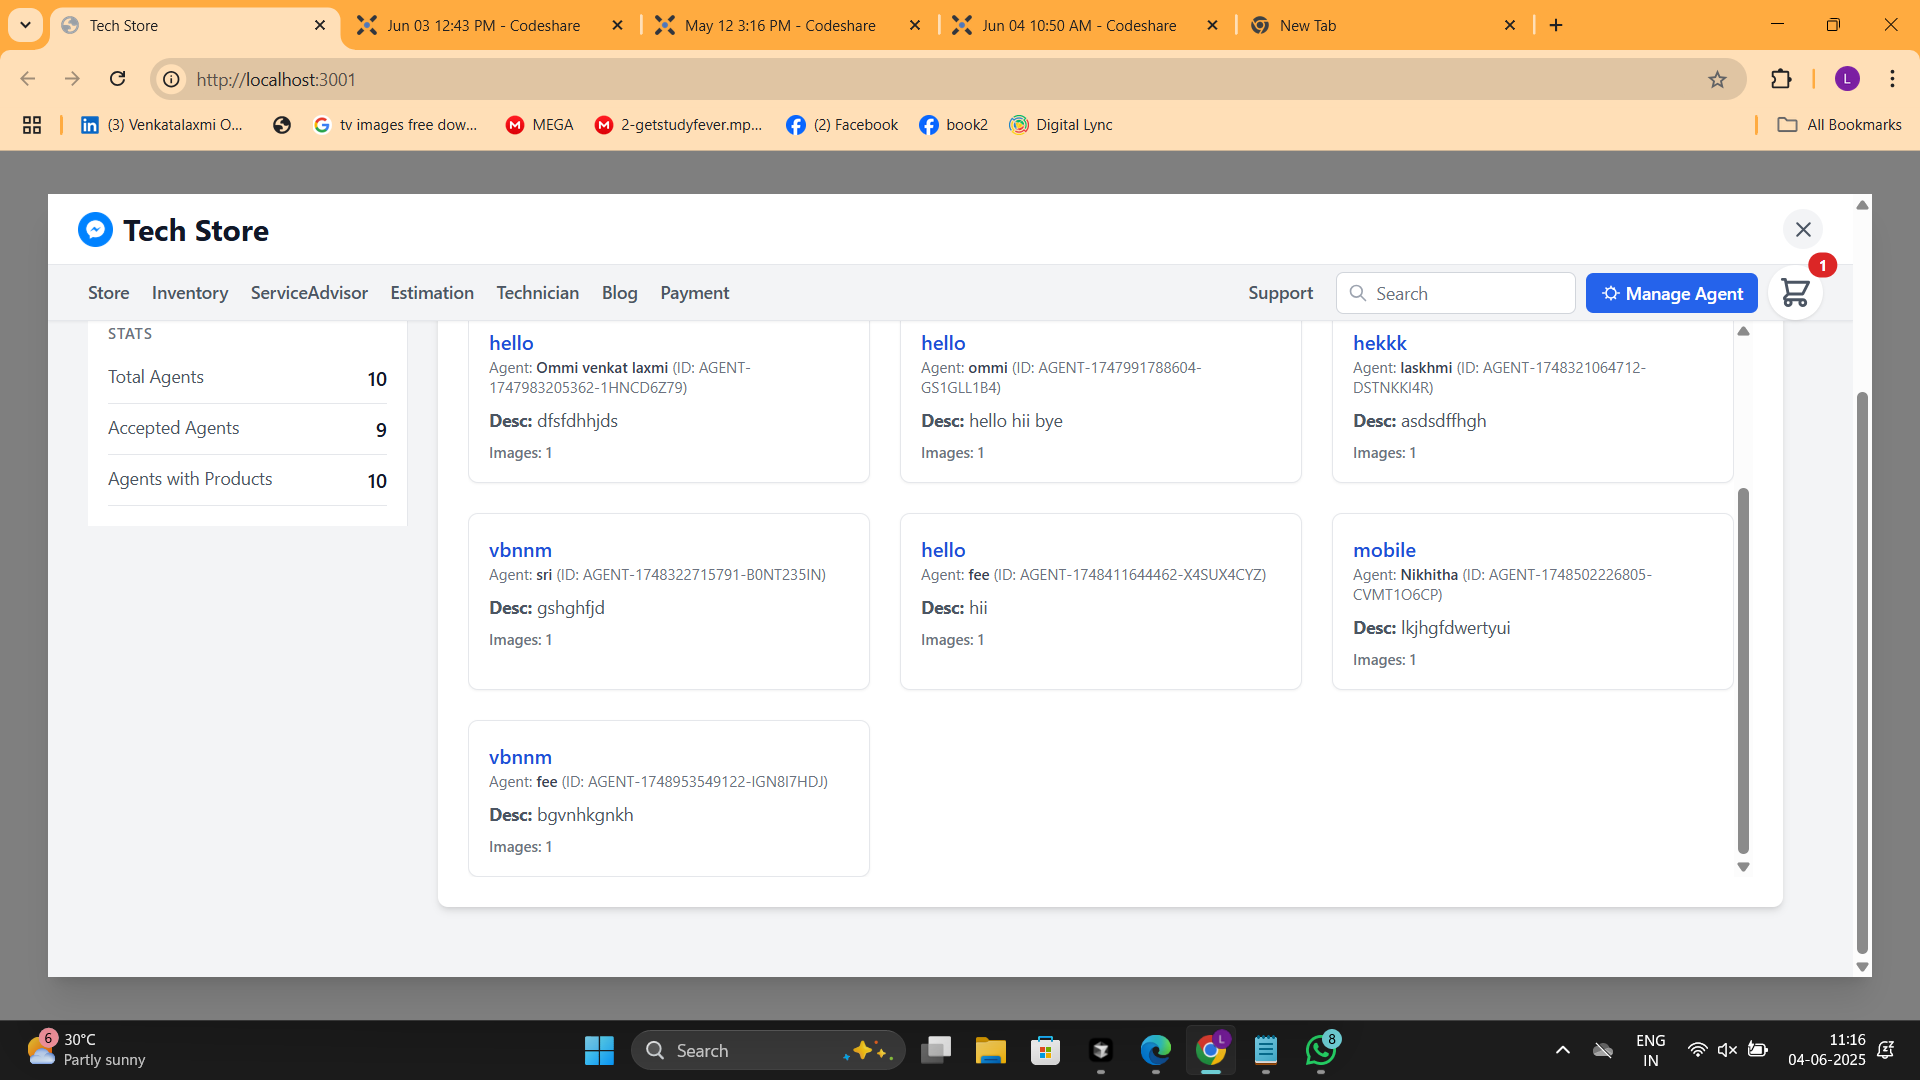 Tech Store
Jun 03 12:43 PM - Codeshare
May 12 3:16 PM - Codeshare
Jun 04 10:50 AM - Codeshare
New Tab
http://localhost:3001
L
(3) Venkatalaxmi O...
tv images free dow...
MEGA
2-getstudyfever.mp...
(2) Facebook
book2
Digital Lync
All Bookmarks
Tech Store
1
Store
Inventory
ServiceAdvisor
Estimation
Technician
Blog
Payment
Support
Search
Manage Agent
STATS
Total Agents 10
Accepted Agents 9
Agents with Products 10
hello
Agent: Ommi venkat laxmi (ID: AGENT-
1747983205362-1HNCD6Z79)
Desc: dfsfdhhjds
Images: 1
hello
Agent: ommi (ID: AGENT-1747991788604-
GS1GLL1B4)
Desc: hello hii bye
Images: 1
hekkk
Agent: laskhmi (ID: AGENT-1748321064712-
DSTNKKI4R)
Desc: asdsdffhgh
Images: 1
vbnnm
Agent: sri (ID: AGENT-1748322715791-B0NT235IN)
Desc: gshghfjd
Images: 1
hello
Agent: fee (ID: AGENT-1748411644462-X4SUX4CYZ)
Desc: hii
Images: 1
mobile
Agent: Nikhitha (ID: AGENT-1748502226805-
CVMT1O6CP)
Desc: lkjhgfdwertyui
Images: 1
vbnnm
Agent: fee (ID: AGENT-1748953549122-IGN8I7HDJ)
Desc: bgvnhkgnkh
Images: 1
6
30°C
Partly sunny
Search
L
8
ENG
IN
11:16
04-06-2025